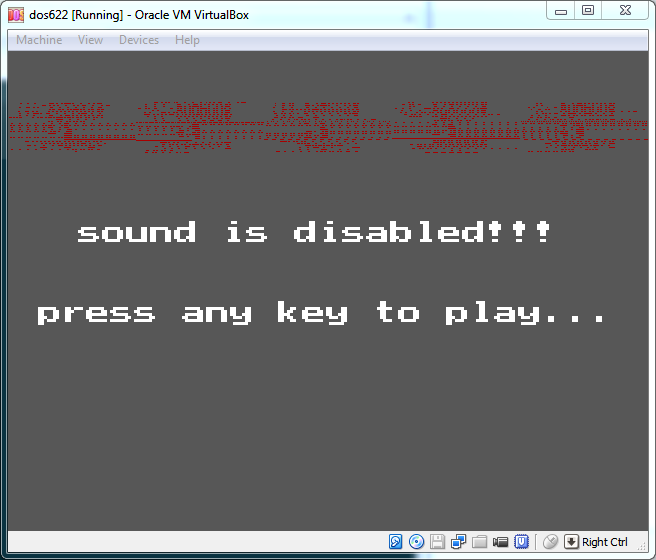 dos622 [Running] - Oracle VM VirtualBox
Machine View Devices Help
sound is disabled!!!
press any key to play...
Right Ctrl